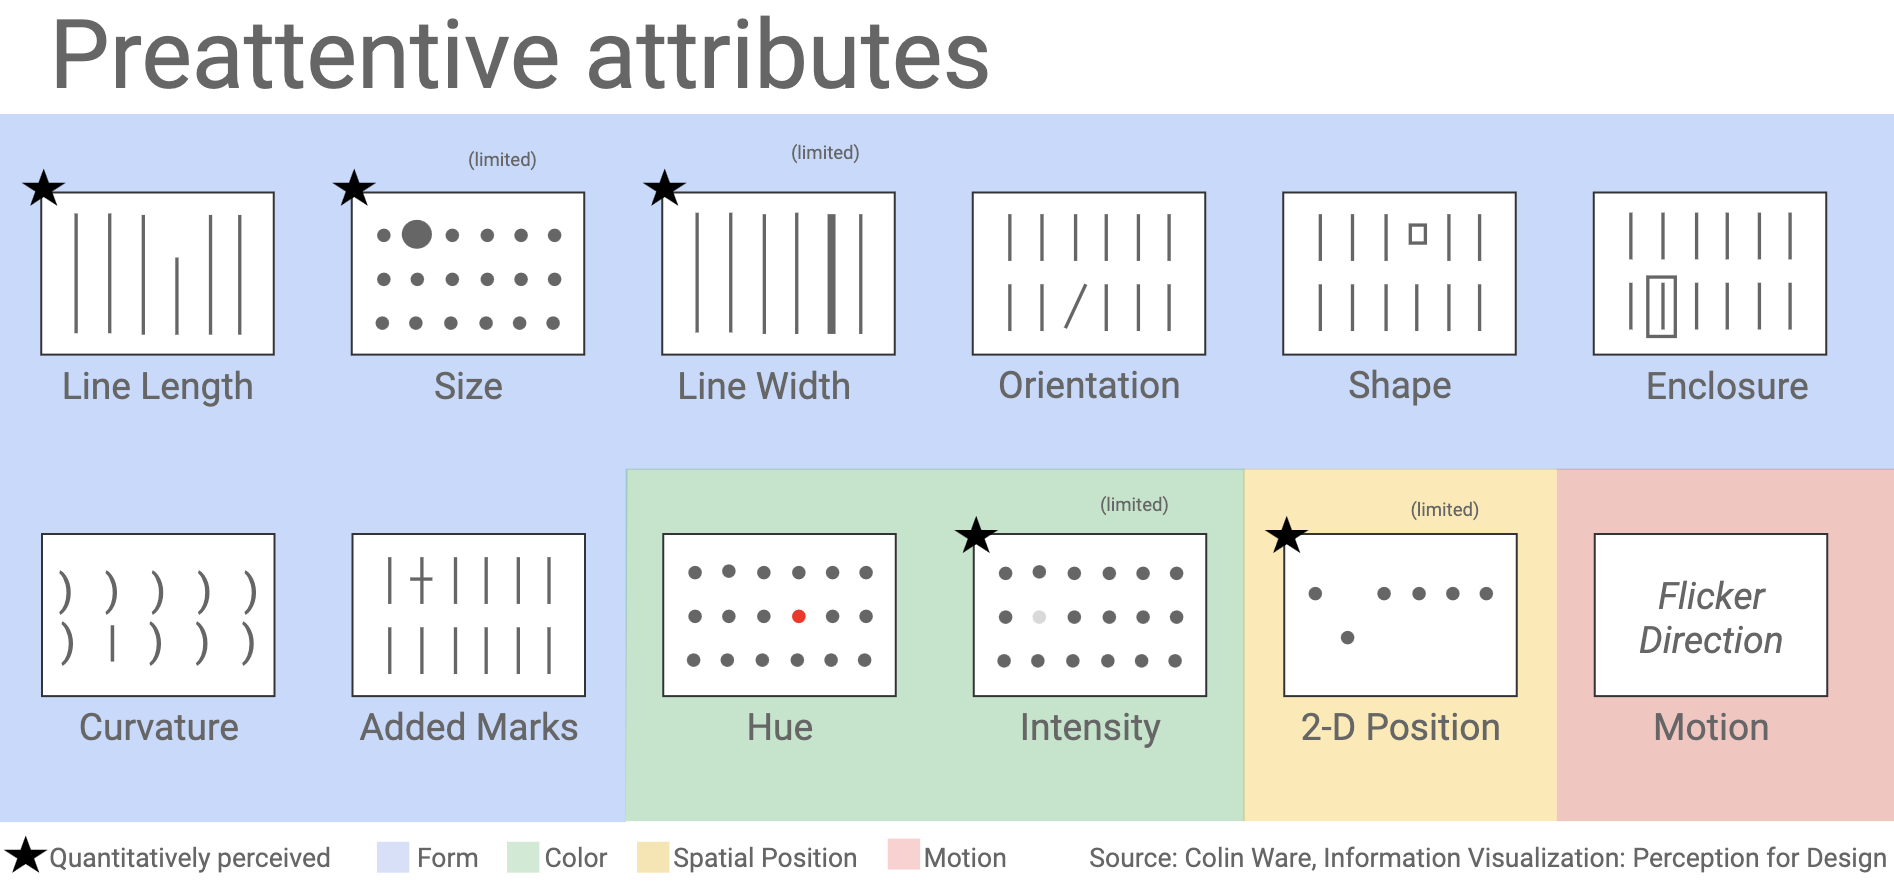 Preattentive attributes
(limited)
(limited)
Line Length
Size
Line Width
Orientation
Shape
Enclosure
(limited)
(limited)
Flicker
Direction
Curvature
Added Marks
Hue
Intensity
2-D Position
Motion
Quantitatively perceived
Form
Color
Spatial Position
Motion
Source: Colin Ware, Information Visualization: Perception for Design